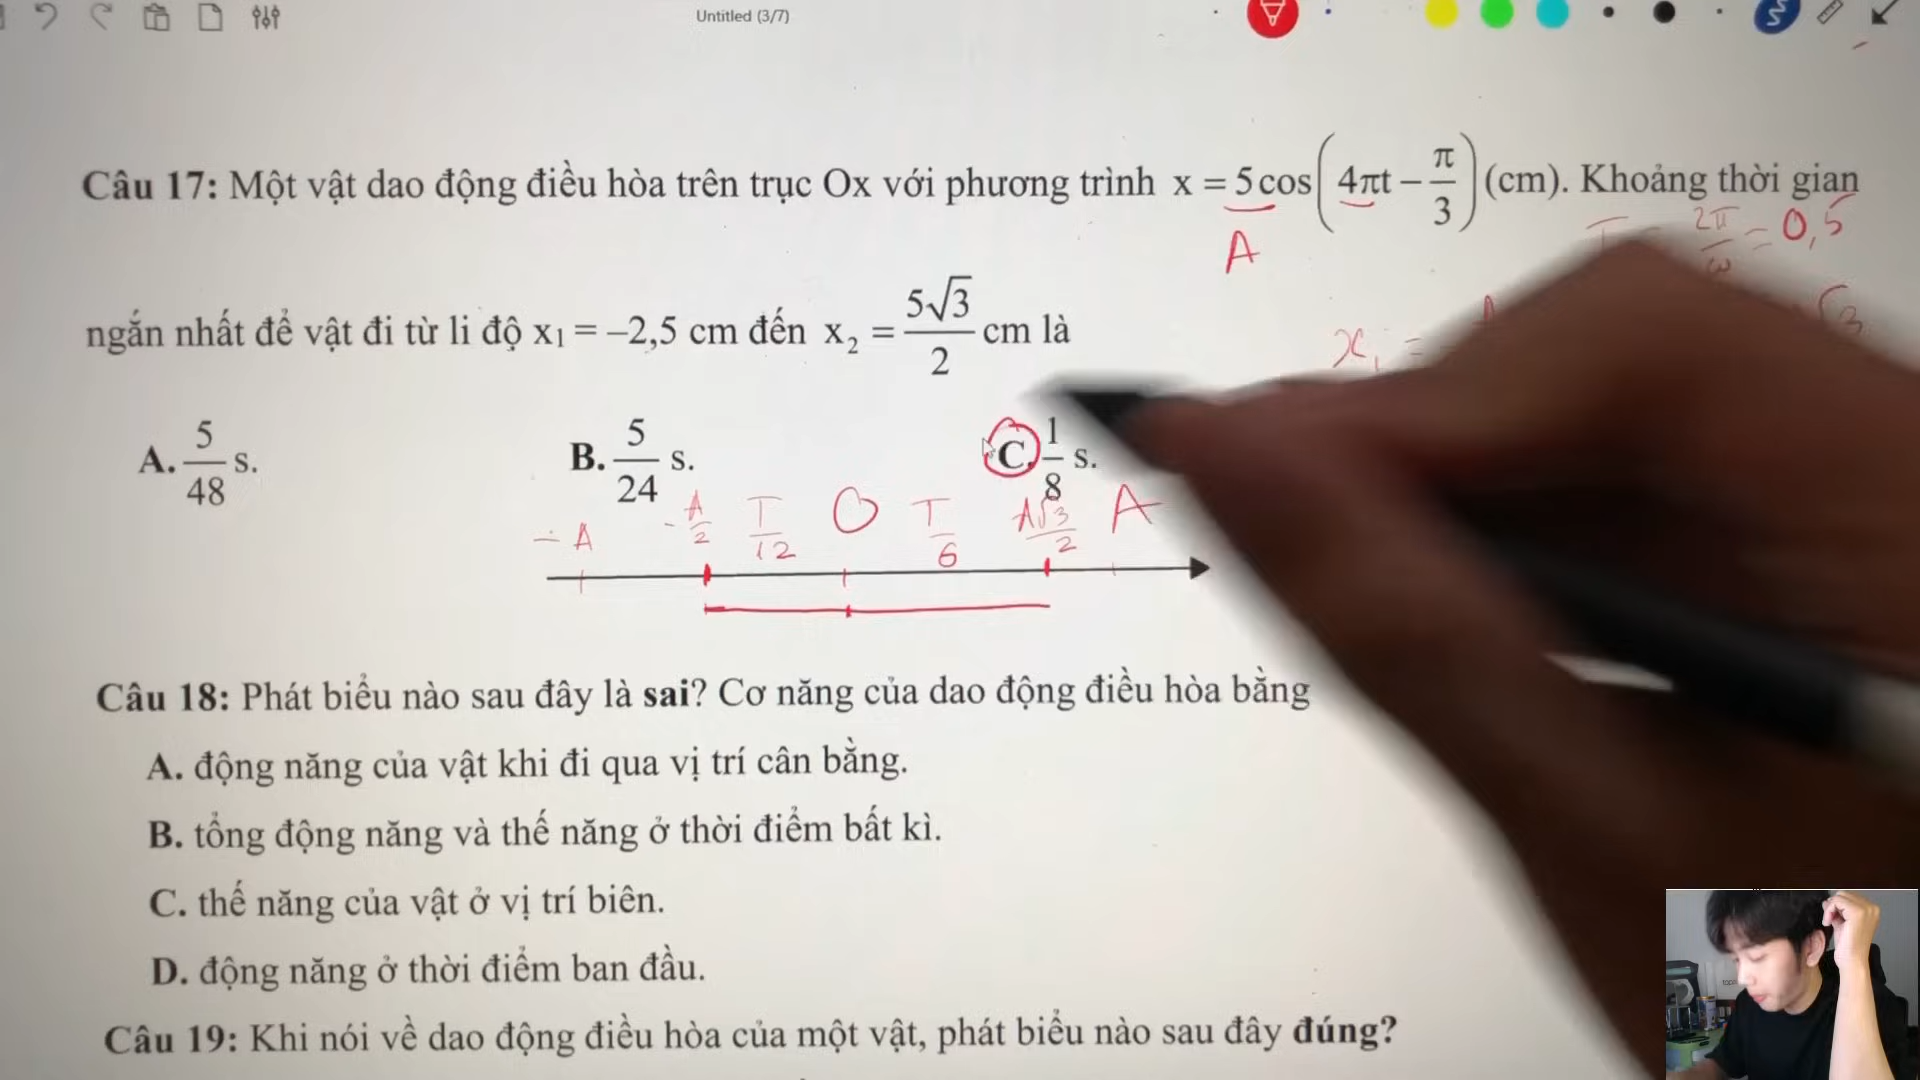 Untitled (3/7)
Câu 17: Một vật dao động điều hòa trên trục Ox với phương trình x = 5cos(4πt − π/3) (cm). Khoảng thời gian
A
2π/ω = 0,5
ngắn nhất để vật đi từ li độ x₁ = –2,5 cm đến x₂ = 5√3/2 cm là
x₁ =
√3
A. 5/48 s.
B. 5/24 s.
C. 1/8 s.
−A
−A/2
T/12
O
T/6
A√3/2
A
Câu 18: Phát biểu nào sau đây là sai? Cơ năng của dao động điều hòa bằng
A. động năng của vật khi đi qua vị trí cân bằng.
B. tổng động năng và thế năng ở thời điểm bất kì.
C. thế năng của vật ở vị trí biên.
D. động năng ở thời điểm ban đầu.
Câu 19: Khi nói về dao động điều hòa của một vật, phát biểu nào sau đây đúng?